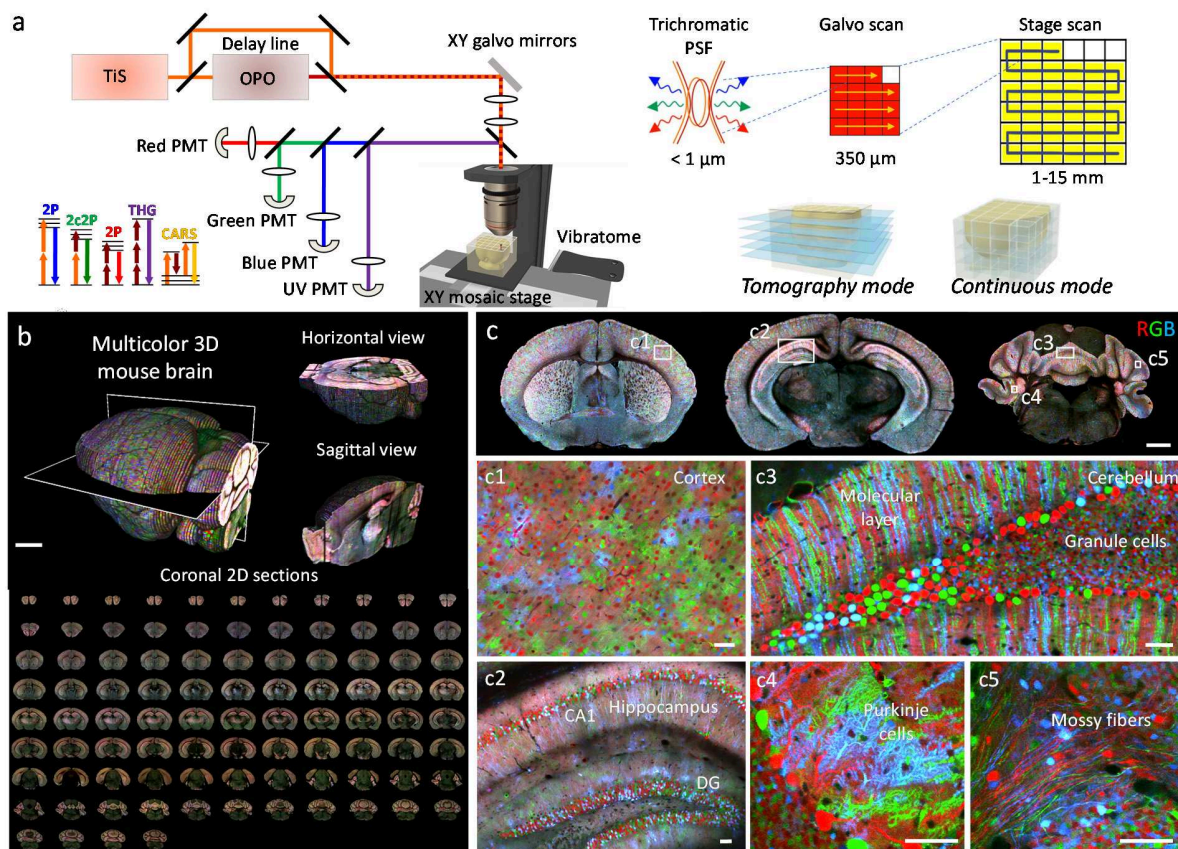 a
Delay line
TiS
OPO
XY galvo mirrors
Red PMT
Green PMT
Blue PMT
UV PMT
Vibratome
XY mosaic stage
2P
2c2P
2P
THG
CARS
Trichromatic
PSF
Galvo scan
Stage scan
< 1 µm
350 µm
1-15 mm
Tomography mode
Continuous mode
b
Multicolor 3D
mouse brain
Horizontal view
Sagittal view
Coronal 2D sections
c
c1
c2
c3
c4
c5
RGB
c1
Cortex
c3
Cerebellum
Molecular
layer
Granule cells
c2
CA1
Hippocampus
DG
c4
Purkinje
cells
c5
Mossy fibers